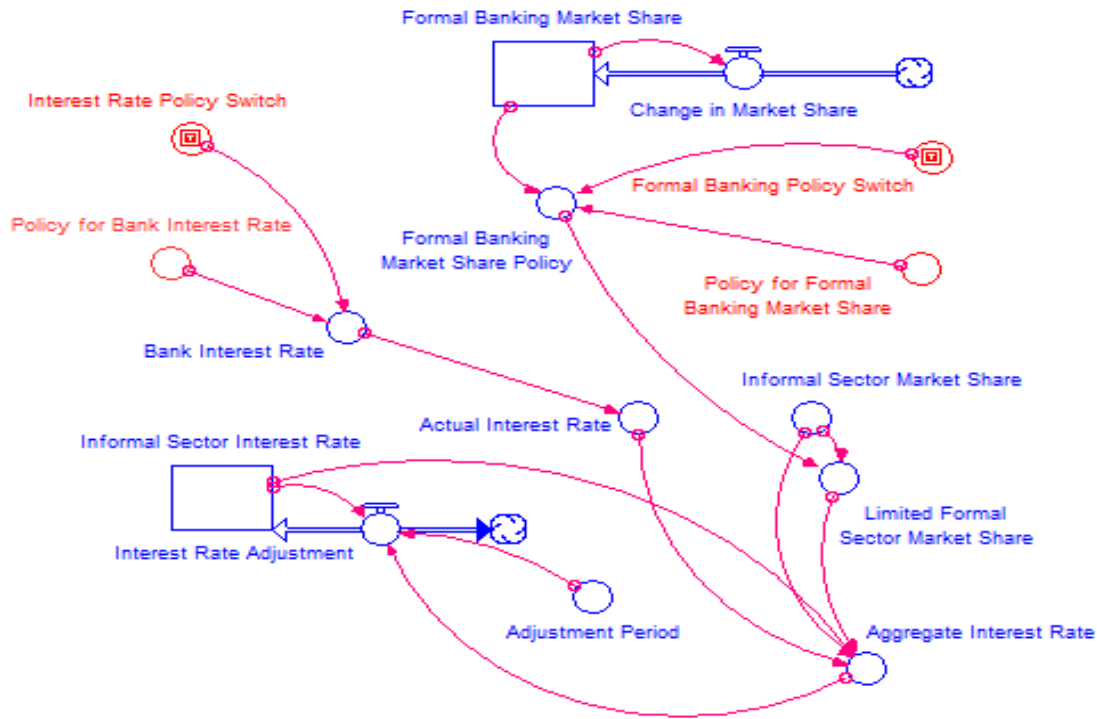 Formal Banking Market Share
Interest Rate Policy Switch
Change in Market Share
T
T
Formal Banking Policy Switch
Policy for Bank Interest Rate
Formal Banking
Market Share Policy
Policy for Formal
Banking Market Share
Bank Interest Rate
Informal Sector Market Share
Actual Interest Rate
Informal Sector Interest Rate
Limited Formal
Sector Market Share
Interest Rate Adjustment
Adjustment Period
Aggregate Interest Rate